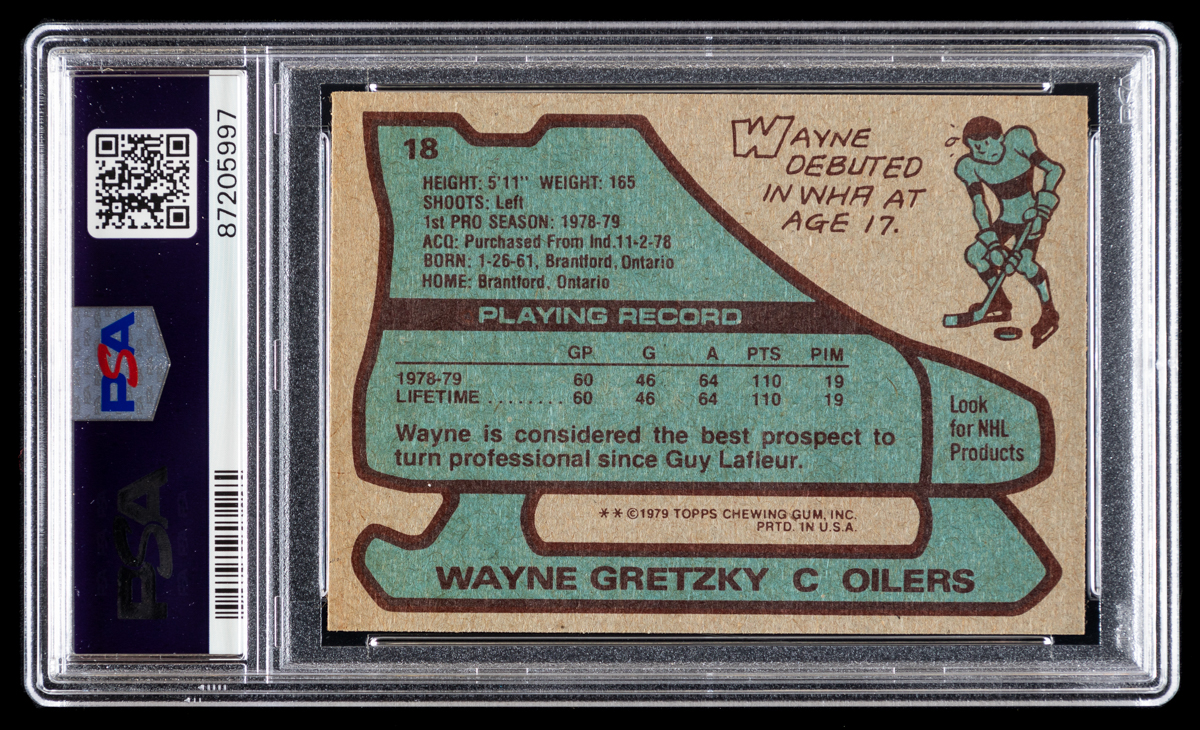 87205997
PSA
PSA
18
HEIGHT: 5'11" WEIGHT: 165
SHOOTS: Left
1st PRO SEASON: 1978-79
ACQ: Purchased From Ind.11-2-78
BORN: 1-26-61, Brantford, Ontario
HOME: Brantford, Ontario
WAYNE
DEBUTED
IN WHA AT
AGE 17.
PLAYING RECORD
GP G A PTS PIM
1978-79 60 46 64 110 19
LIFETIME ........ 60 46 64 110 19
Wayne is considered the best prospect to
turn professional since Guy Lafleur.
Look
for NHL
Products
** ©1979 TOPPS CHEWING GUM, INC.
PRTD. IN U.S.A.
WAYNE GRETZKY C OILERS